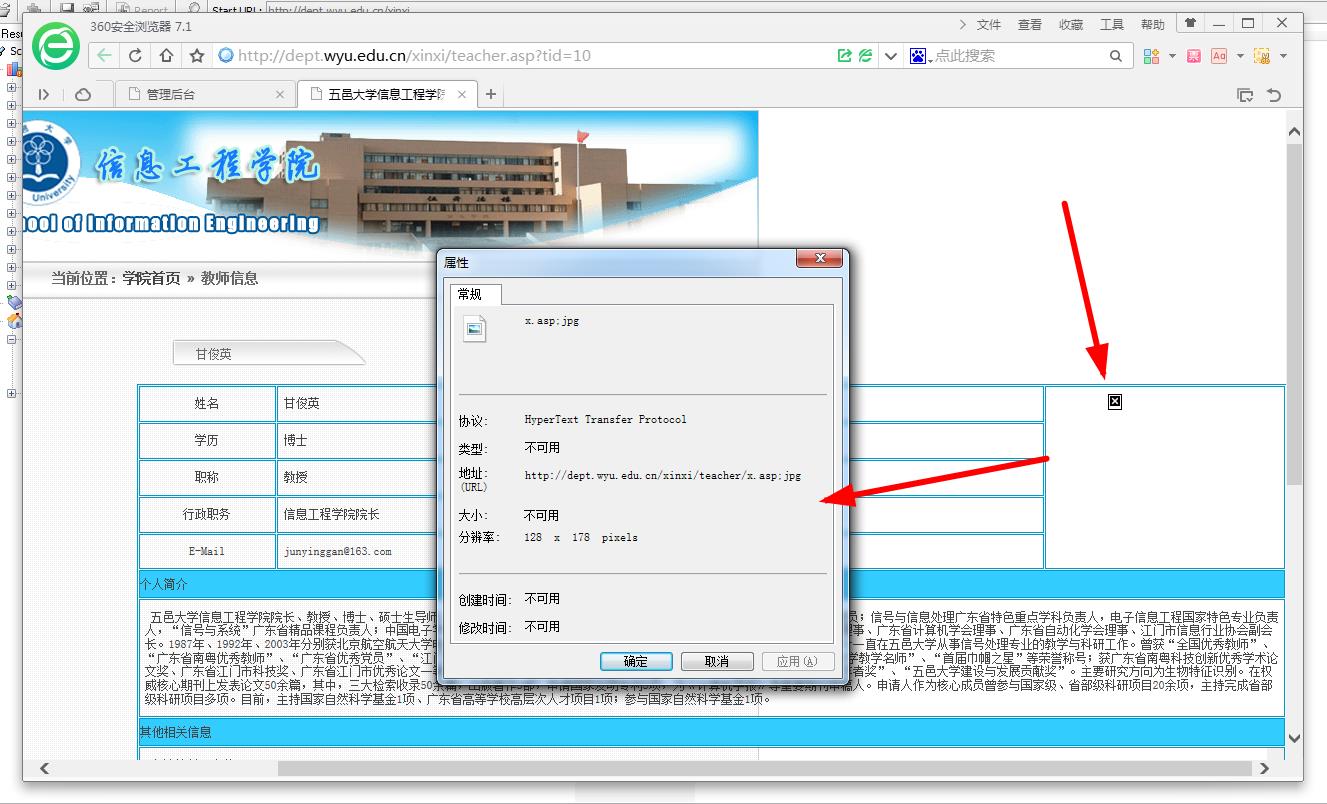 Report
Start URL: http://dept.wyu.edu.cn/xinxi
Resu
Sc
360安全浏览器 7.1
文件 查看 收藏 工具 帮助
http://dept.wyu.edu.cn/xinxi/teacher.asp?tid=10
点此搜索
管理后台
五邑大学信息工程学院
邑大学
University
信息工程学院
ool of Information Engineering
当前位置：学院首页 » 教师信息
属性
常规
x.asp;jpg
协议: HyperText Transfer Protocol
类型: 不可用
地址: http://dept.wyu.edu.cn/xinxi/teacher/x.asp;jpg
(URL)
大小: 不可用
分辨率: 128 x 178 pixels
创建时间: 不可用
修改时间: 不可用
确定 取消 应用(A)
甘俊英
姓名 甘俊英
学历 博士
职称 教授
行政职务 信息工程学院院长
E-Mail junyinggan@163.com
个人简介
五邑大学信息工程学院院长、教授、博士、硕士生导师 员；信号与信息处理广东省特色重点学科负责人，电子信息工程国家特色专业负责
人，“信号与系统”广东省精品课程负责人；中国电子学 理事、广东省计算机学会理事、广东省自动化学会理事、江门市信息行业协会副会
长。1987年、1992年、2003年分别获北京航空航天大学 一直在五邑大学从事信号处理专业的教学与科研工作。曾获“全国优秀教师”、
“广东省南粤优秀教师”、“广东省优秀党员”、“江 学教学名师”、“首届巾帼之星”等荣誉称号；获广东省南粤科技创新优秀学术论
文奖、广东省江门市科技奖、广东省江门市优秀论文一 者奖”、“五邑大学建设与发展贡献奖”。主要研究方向为生物特征识别。在权
威核心期刊上发表论文50余篇，其中，三大检索收录50余篇； 申请人作为核心成员曾参与国家级、省部级科研项目20余项，主持完成省部
级科研项目多项。目前，主持国家自然科学基金1项、广东省高等学校高层次人才项目1项；参与国家自然科学基金1项。
其他相关信息